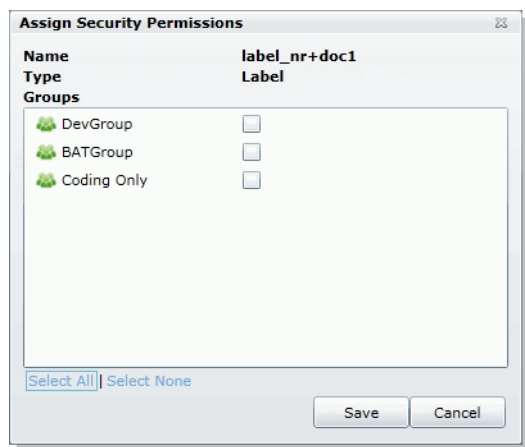 Assign Security Permissions
Name label_nr+doc1
Type Label
Groups
DevGroup
BATGroup
Coding Only
Select All | Select None
Save Cancel